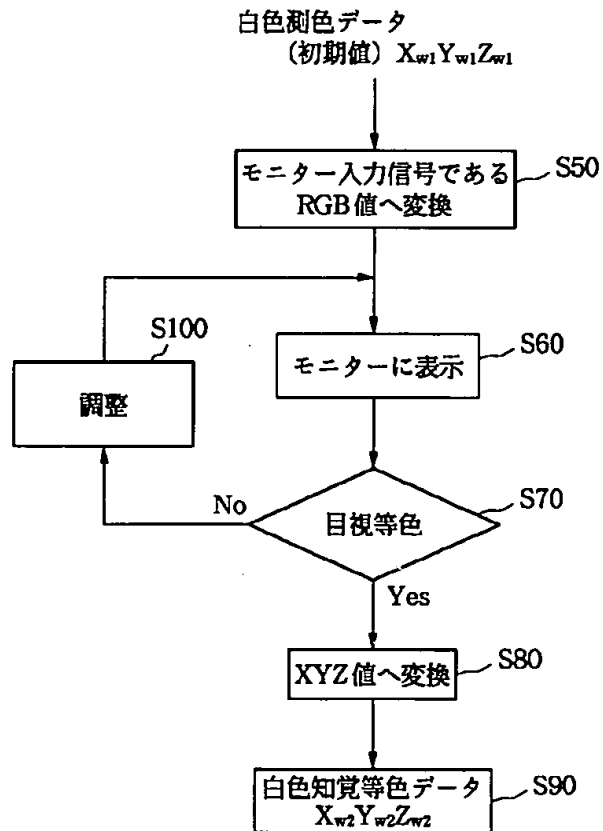 白色測色データ
(初期値) Xw1Yw1Zw1
モニター入力信号である
RGB値へ変換
S50
S100
調整
モニターに表示
S60
No
目視等色
S70
Yes
XYZ値へ変換
S80
白色知覚等色データ
Xw2Yw2Zw2
S90